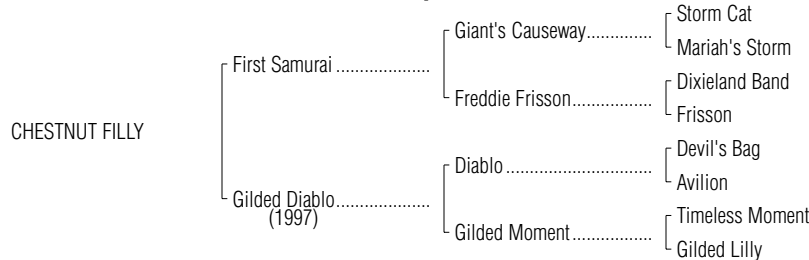 Storm Cat
Giant's Causeway..............
Mariah's Storm
First Samurai ....................
Dixieland Band
Freddie Frisson.................
Frisson
CHESTNUT FILLY
Devil's Bag
Diablo ...............................
Avilion
Gilded Diablo....................
(1997)
Timeless Moment
Gilded Moment.................
Gilded Lilly